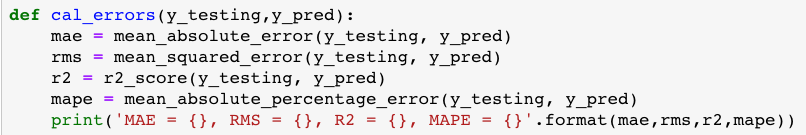 def cal_errors(y_testing,y_pred):
    mae = mean_absolute_error(y_testing, y_pred)
    rms = mean_squared_error(y_testing, y_pred)
    r2 = r2_score(y_testing, y_pred)
    mape = mean_absolute_percentage_error(y_testing, y_pred)
    print('MAE = {}, RMS = {}, R2 = {}, MAPE = {}'.format(mae,rms,r2,mape))